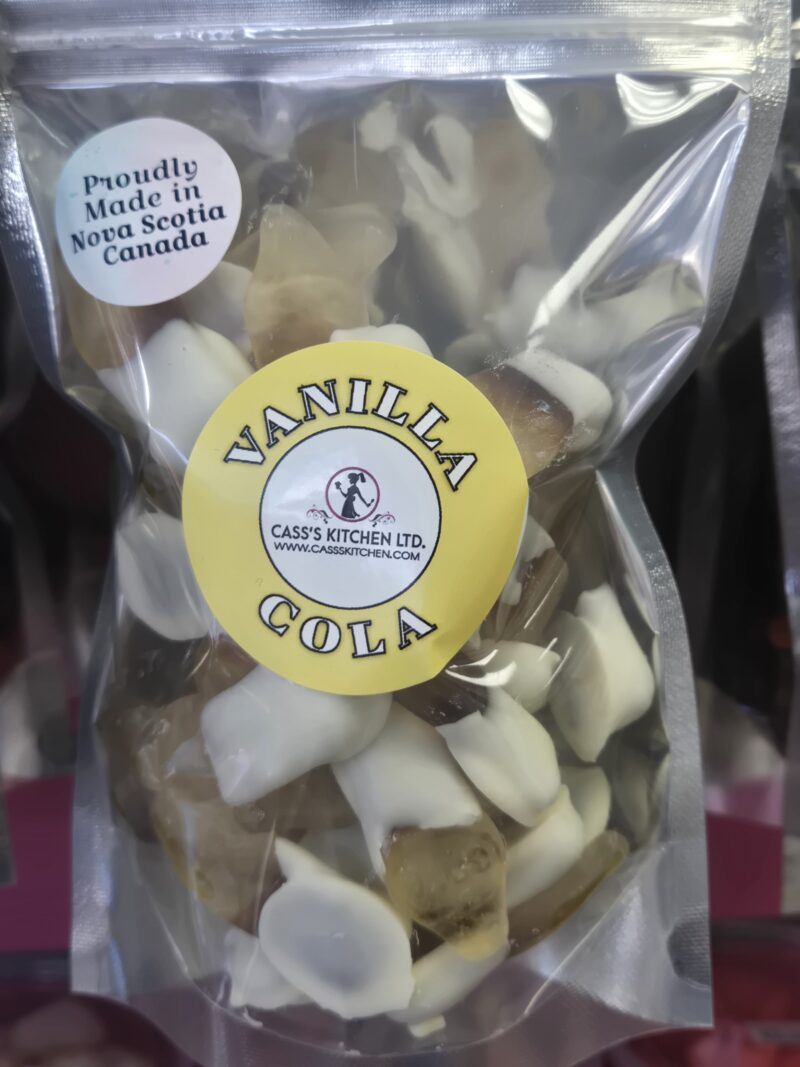 Proudly
Made in
Nova Scotia
Canada
VANILLA
CASS'S KITCHEN LTD.
WWW.CASSSKITCHEN.COM
COLA